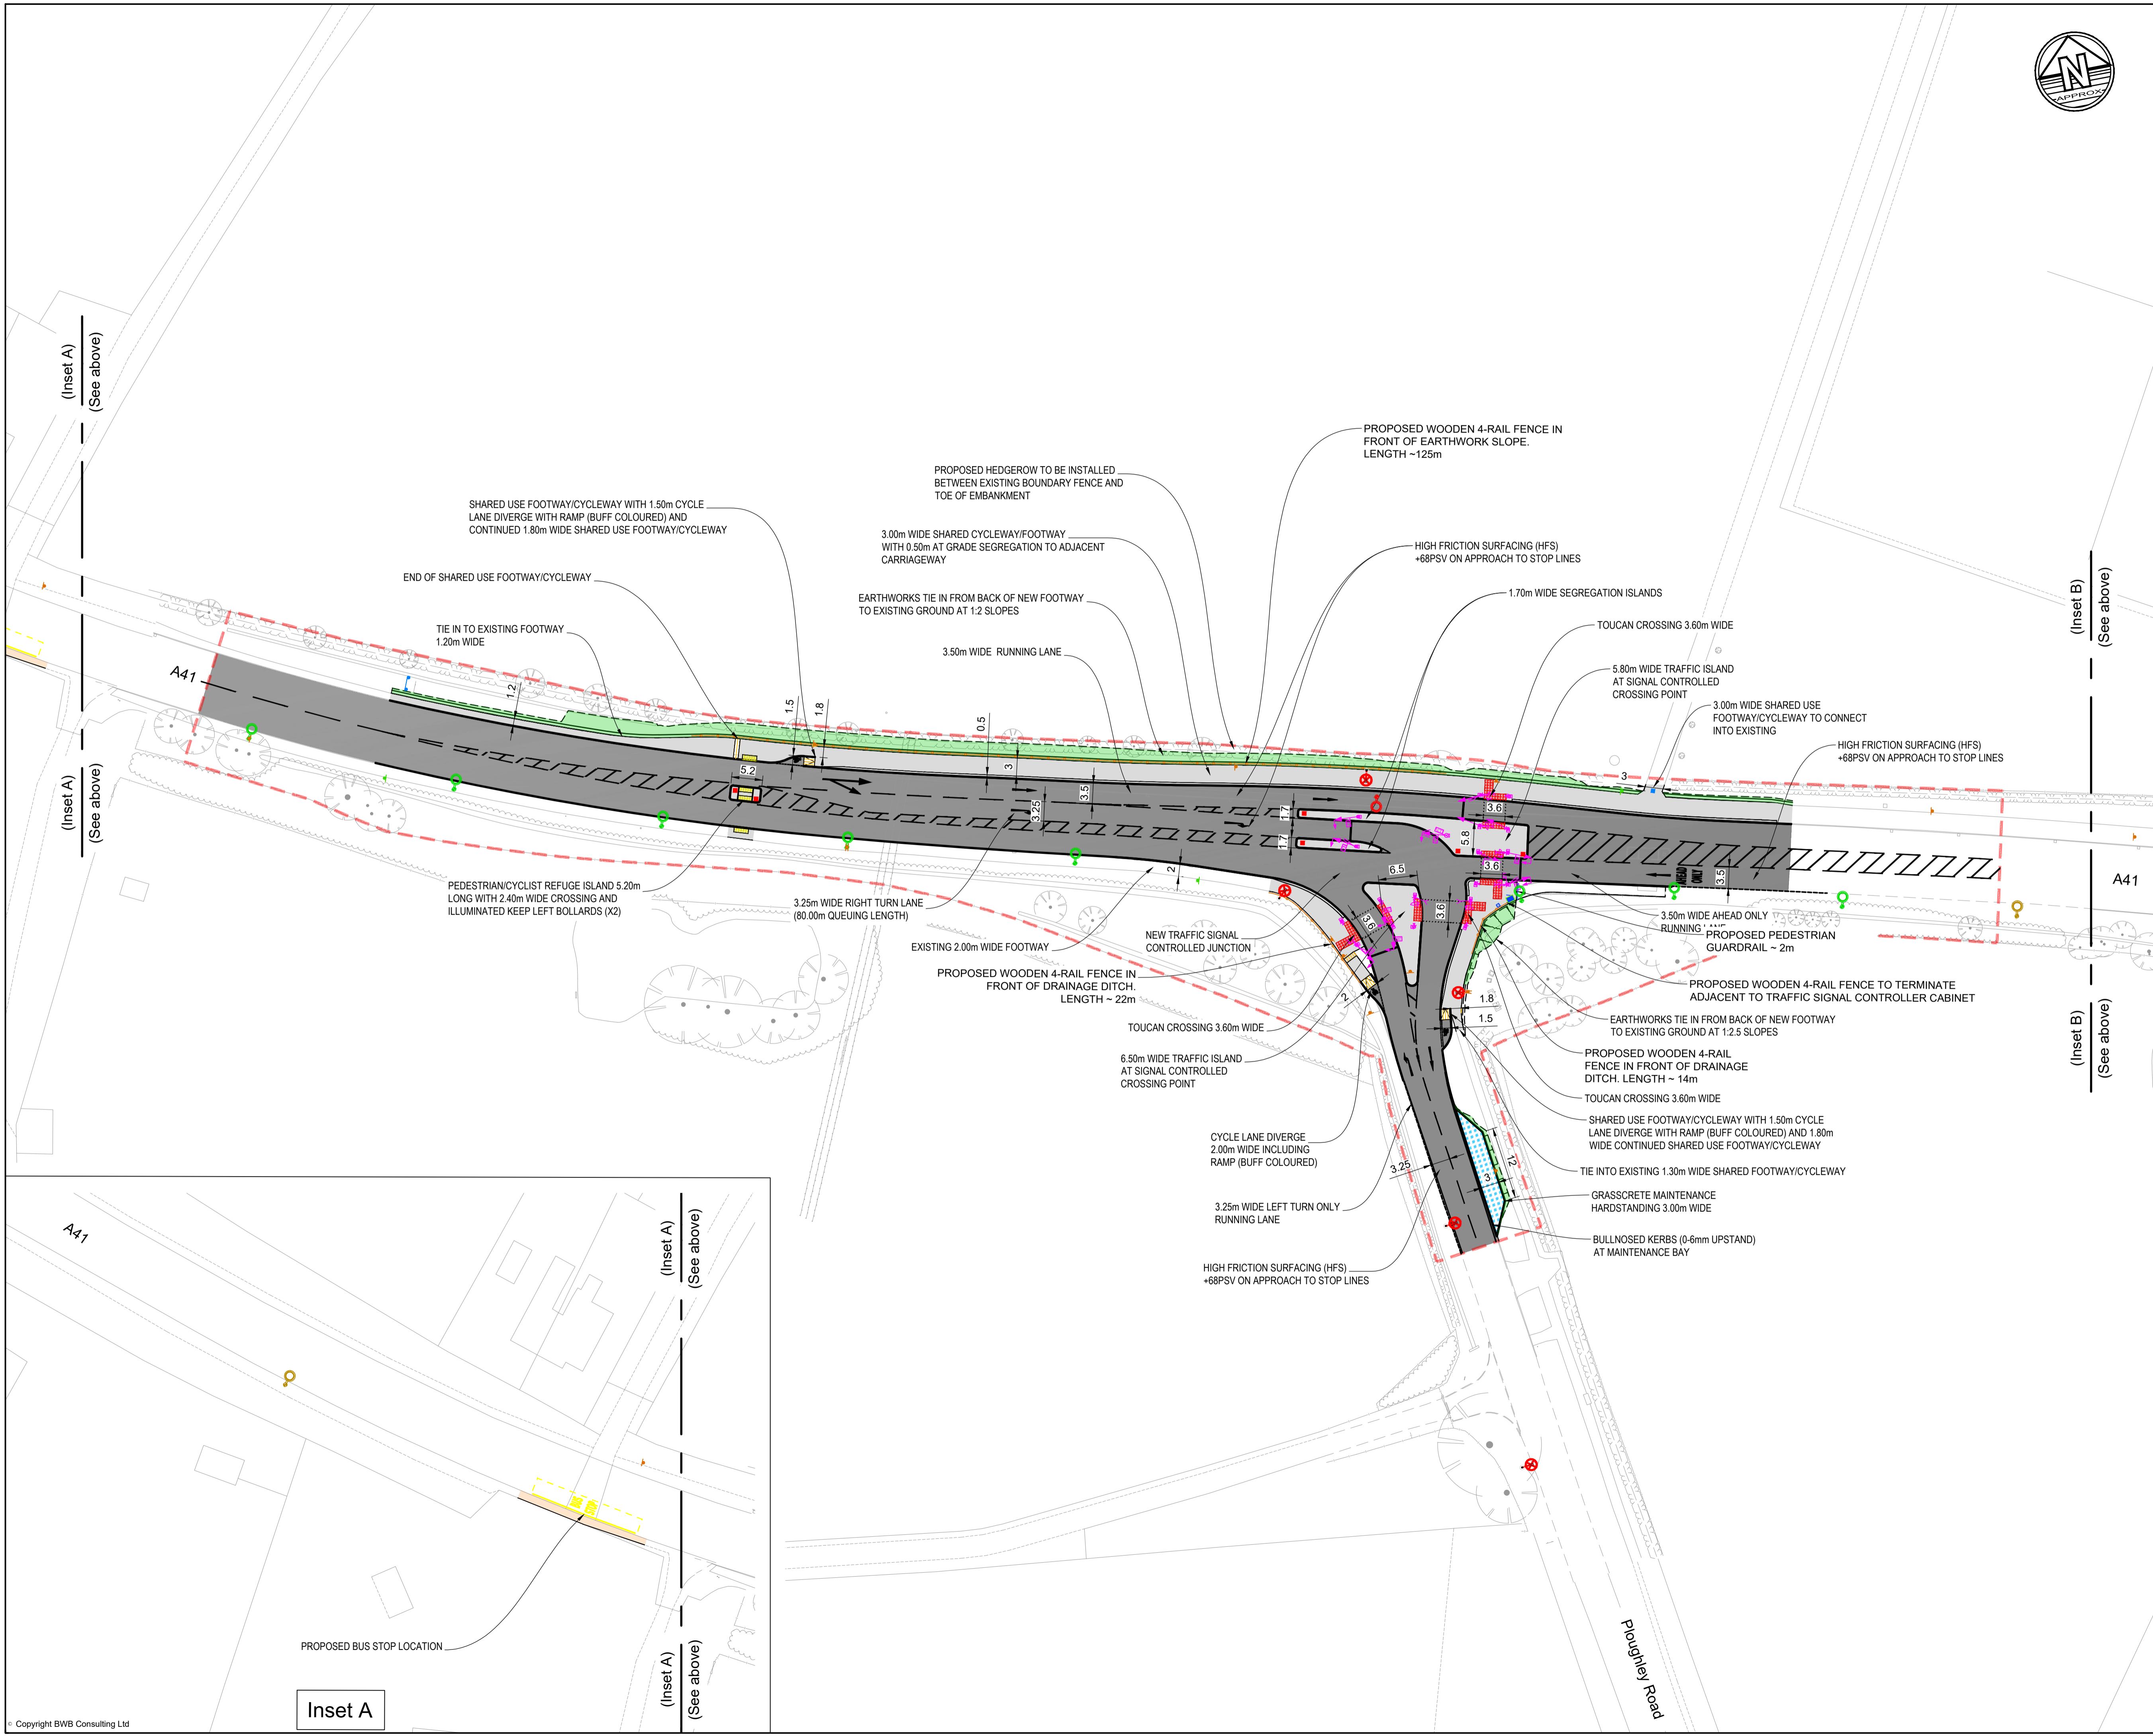 N
APPROX
(Inset A)
(See above)
(Inset A)
(See above)
(Inset B)
(See above)
(Inset B)
(See above)
PROPOSED WOODEN 4-RAIL FENCE IN
FRONT OF EARTHWORK SLOPE.
LENGTH ~125m
PROPOSED HEDGEROW TO BE INSTALLED
BETWEEN EXISTING BOUNDARY FENCE AND
TOE OF EMBANKMENT
SHARED USE FOOTWAY/CYCLEWAY WITH 1.50m CYCLE
LANE DIVERGE WITH RAMP (BUFF COLOURED) AND
CONTINUED 1.80m WIDE SHARED USE FOOTWAY/CYCLEWAY
3.00m WIDE SHARED CYCLEWAY/FOOTWAY
WITH 0.50m AT GRADE SEGREGATION TO ADJACENT
CARRIAGEWAY
HIGH FRICTION SURFACING (HFS)
+68PSV ON APPROACH TO STOP LINES
END OF SHARED USE FOOTWAY/CYCLEWAY
EARTHWORKS TIE IN FROM BACK OF NEW FOOTWAY
TO EXISTING GROUND AT 1:2 SLOPES
1.70m WIDE SEGREGATION ISLANDS
TIE IN TO EXISTING FOOTWAY
1.20m WIDE
TOUCAN CROSSING 3.60m WIDE
3.50m WIDE  RUNNING LANE
5.80m WIDE TRAFFIC ISLAND
AT SIGNAL CONTROLLED
CROSSING POINT
3.00m WIDE SHARED USE
FOOTWAY/CYCLEWAY TO CONNECT
INTO EXISTING
HIGH FRICTION SURFACING (HFS)
+68PSV ON APPROACH TO STOP LINES
A41
1.2
1.5
1.8
0.5
3
3.5
3.25
5.2
3
1.7
1.7
3.6
5.8
3.6
6.5
3.6
3.6
2
2
1.8
1.5
AHEAD
ONLY
3.5
A41
PEDESTRIAN/CYCLIST REFUGE ISLAND 5.20m
LONG WITH 2.40m WIDE CROSSING AND
ILLUMINATED KEEP LEFT BOLLARDS (X2)
3.25m WIDE RIGHT TURN LANE
(80.00m QUEUING LENGTH)
EXISTING 2.00m WIDE FOOTWAY
NEW TRAFFIC SIGNAL
CONTROLLED JUNCTION
PROPOSED WOODEN 4-RAIL FENCE IN
FRONT OF DRAINAGE DITCH.
LENGTH ~ 22m
TOUCAN CROSSING 3.60m WIDE
6.50m WIDE TRAFFIC ISLAND
AT SIGNAL CONTROLLED
CROSSING POINT
CYCLE LANE DIVERGE
2.00m WIDE INCLUDING
RAMP (BUFF COLOURED)
3.25
3.25m WIDE LEFT TURN ONLY
RUNNING LANE
HIGH FRICTION SURFACING (HFS)
+68PSV ON APPROACH TO STOP LINES
3.50m WIDE AHEAD ONLY
RUNNING LANE
PROPOSED PEDESTRIAN
GUARDRAIL ~ 2m
PROPOSED WOODEN 4-RAIL FENCE TO TERMINATE
ADJACENT TO TRAFFIC SIGNAL CONTROLLER CABINET
EARTHWORKS TIE IN FROM BACK OF NEW FOOTWAY
TO EXISTING GROUND AT 1:2.5 SLOPES
PROPOSED WOODEN 4-RAIL
FENCE IN FRONT OF DRAINAGE
DITCH. LENGTH ~ 14m
TOUCAN CROSSING 3.60m WIDE
SHARED USE FOOTWAY/CYCLEWAY WITH 1.50m CYCLE
LANE DIVERGE WITH RAMP (BUFF COLOURED) AND 1.80m
WIDE CONTINUED SHARED USE FOOTWAY/CYCLEWAY
TIE INTO EXISTING 1.30m WIDE SHARED FOOTWAY/CYCLEWAY
12
3
GRASSCRETE MAINTENANCE
HARDSTANDING 3.00m WIDE
BULLNOSED KERBS (0-6mm UPSTAND)
AT MAINTENANCE BAY
Ploughley Road
A41
(Inset A)
(See above)
(Inset A)
(See above)
PROPOSED BUS STOP LOCATION
Inset A
© Copyright BWB Consulting Ltd